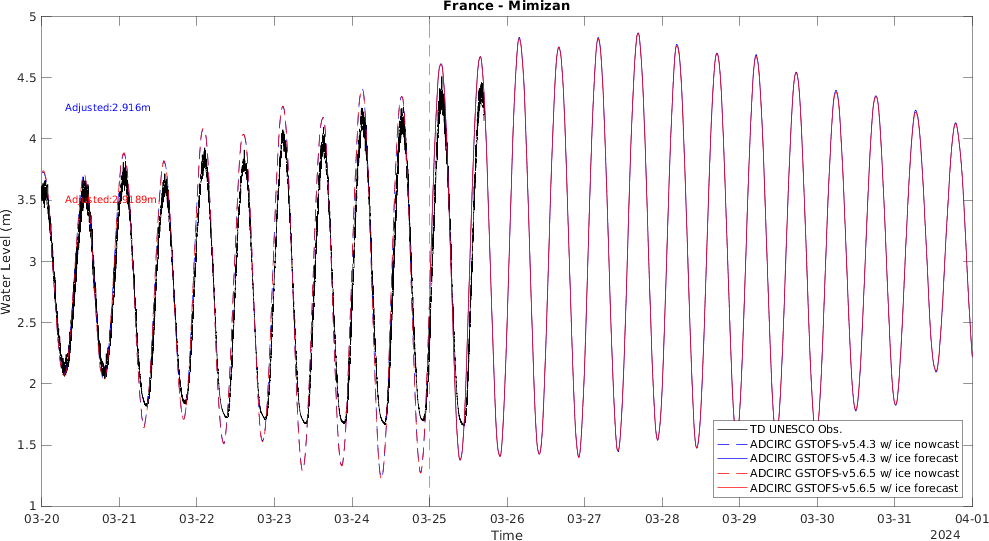 France - Mimizan
5
4.5
4
3.5
3
2.5
2
1.5
1
Water Level (m)
Adjusted:2.916m
Adjusted:2.9189m
TD UNESCO Obs.
ADCIRC GSTOFS-v5.4.3 w/ ice nowcast
ADCIRC GSTOFS-v5.4.3 w/ ice forecast
ADCIRC GSTOFS-v5.6.5 w/ ice nowcast
ADCIRC GSTOFS-v5.6.5 w/ ice forecast
03-20 03-21 03-22 03-23 03-24 03-25 03-26 03-27 03-28 03-29 03-30 03-31 04-01
Time
2024